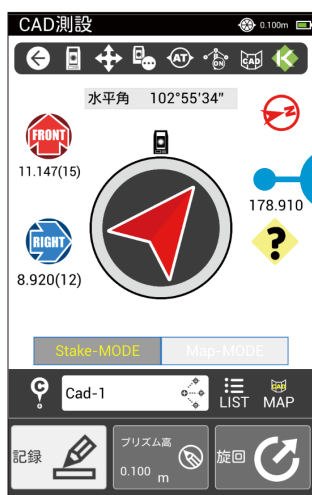 CAD測設 0.100m
AT ON CAD
水平角 102°55'34"
FRONT
N
11.147(15)
178.910
RIGHT
?
8.920(12)
Stake-MODE Map-MODE
C Cad-1 LIST MAP
記録 プリズム高 0.100 m 旋回